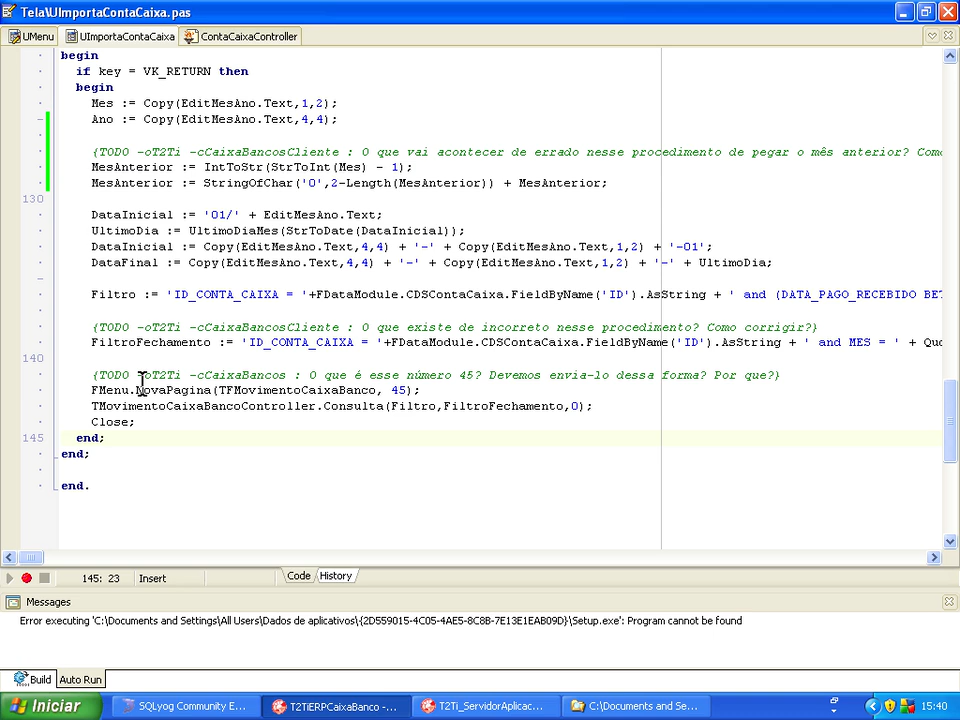 Tela\UImportaContaCaixa.pas
UMenu
UImportaContaCaixa
ContaCaixaController
begin
if key = VK_RETURN then
begin
Mes := Copy(EditMesAno.Text,1,2);
Ano := Copy(EditMesAno.Text,4,4);
{TODO -oT2Ti -cCaixaBancosCliente : O que vai acontecer de errado nesse procedimento de pegar o mês anterior? Como
MesAnterior := IntToStr(StrToInt(Mes) - 1);
MesAnterior := StringOfChar('0',2-Length(MesAnterior)) + MesAnterior;
130
DataInicial := '01/' + EditMesAno.Text;
UltimoDia := UltimoDiaMes(StrToDate(DataInicial));
DataInicial := Copy(EditMesAno.Text,4,4) + '-' + Copy(EditMesAno.Text,1,2) + '-01';
DataFinal := Copy(EditMesAno.Text,4,4) + '-' + Copy(EditMesAno.Text,1,2) + '-' + UltimoDia;
Filtro := 'ID_CONTA_CAIXA = '+FDataModule.CDSContaCaixa.FieldByName('ID').AsString + ' and (DATA_PAGO_RECEBIDO BET
{TODO -oT2Ti -cCaixaBancosCliente : O que existe de incorreto nesse procedimento? Como corrigir?}
FiltroFechamento := 'ID_CONTA_CAIXA = '+FDataModule.CDSContaCaixa.FieldByName('ID').AsString + ' and MES = ' + Quo
140
{TODO -oT2Ti -cCaixaBancos : O que é esse número 45? Devemos envia-lo dessa forma? Por que?}
FMenu.NovaPagina(TFMovimentoCaixaBanco, 45);
TMovimentoCaixaBancoController.Consulta(Filtro,FiltroFechamento,0);
Close;
145 end;
end;
end.
145: 23 Insert Code History
Messages
Error executing 'C:\Documents and Settings\All Users\Dados de aplicativos\{2D559015-4C05-4AE5-8C8B-7E13E1EAB09D}\Setup.exe': Program cannot be found
Build Auto Run
Iniciar SQLyog Community E... T2TiERPCaixaBanco -... T2Ti_ServidorAplicac... C:\Documents and Se... 15:40